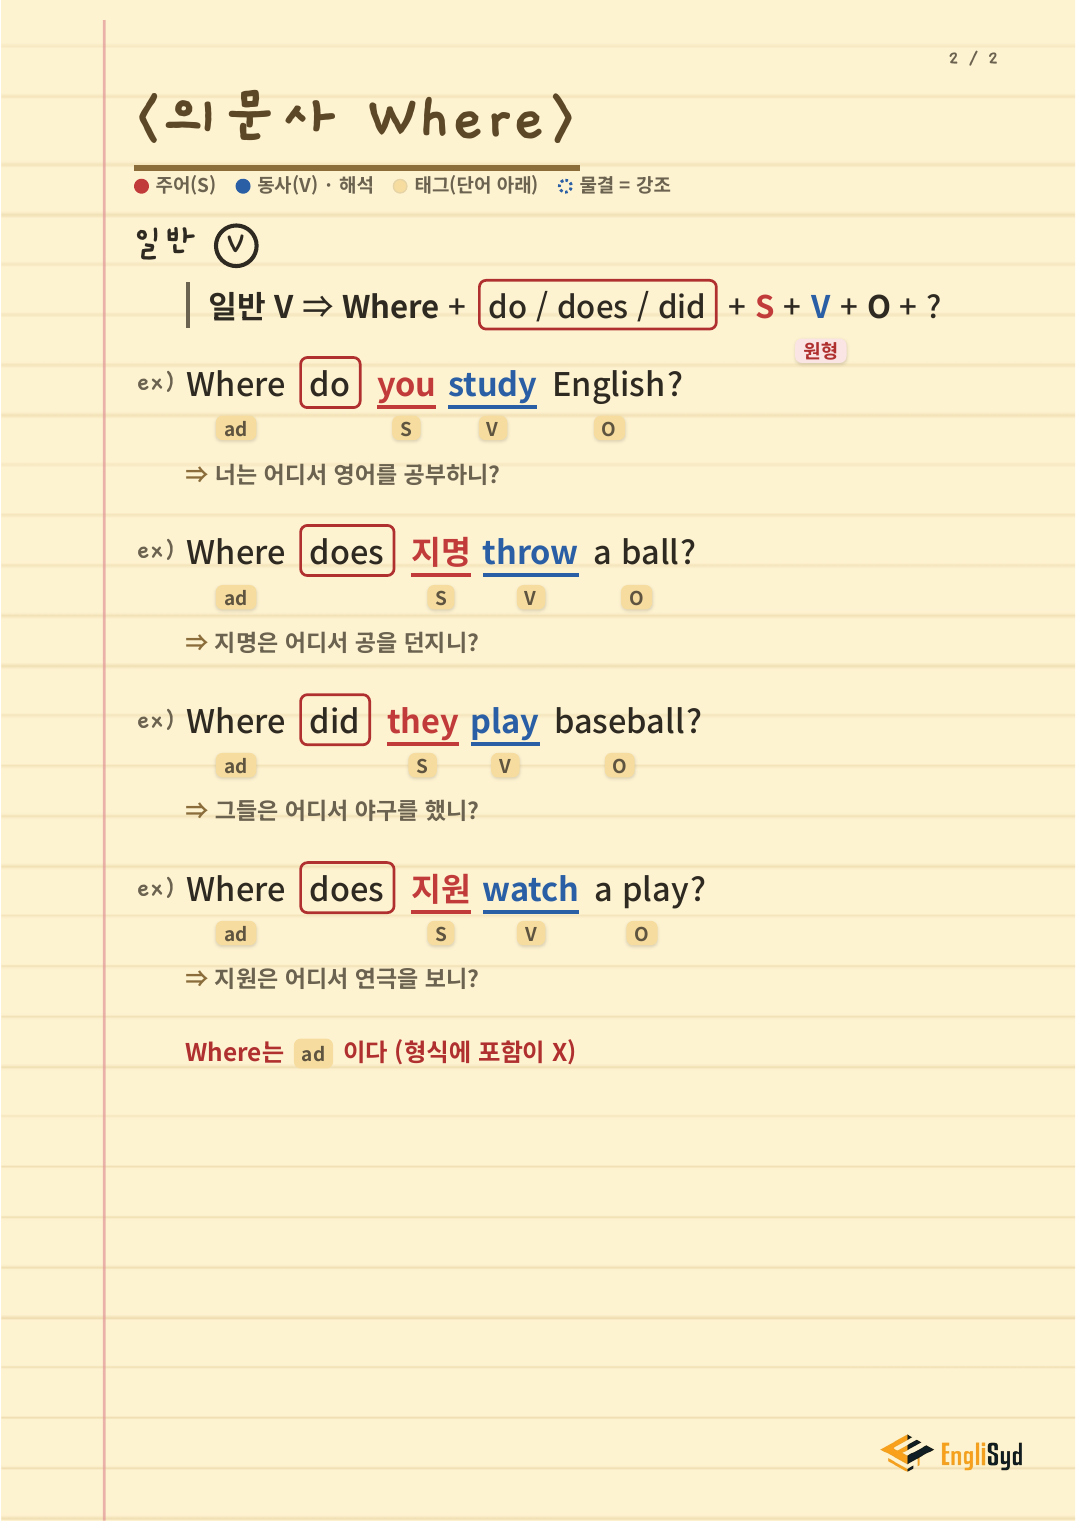 2 / 2
<의문사 Where>
주어(S) 동사(V) · 해석 태그(단어 아래) 물결 = 강조
일반 V
일반 V ⇒ Where + do / does / did + S + V + O + ?
원형
ex) Where do you study English?
ad S V O
⇒ 너는 어디서 영어를 공부하니?
ex) Where does 지명 throw a ball?
ad S V O
⇒ 지명은 어디서 공을 던지니?
ex) Where did they play baseball?
ad S V O
⇒ 그들은 어디서 야구를 했니?
ex) Where does 지원 watch a play?
ad S V O
⇒ 지원은 어디서 연극을 보니?
Where는 ad 이다 (형식에 포함이 X)
EngliSyd